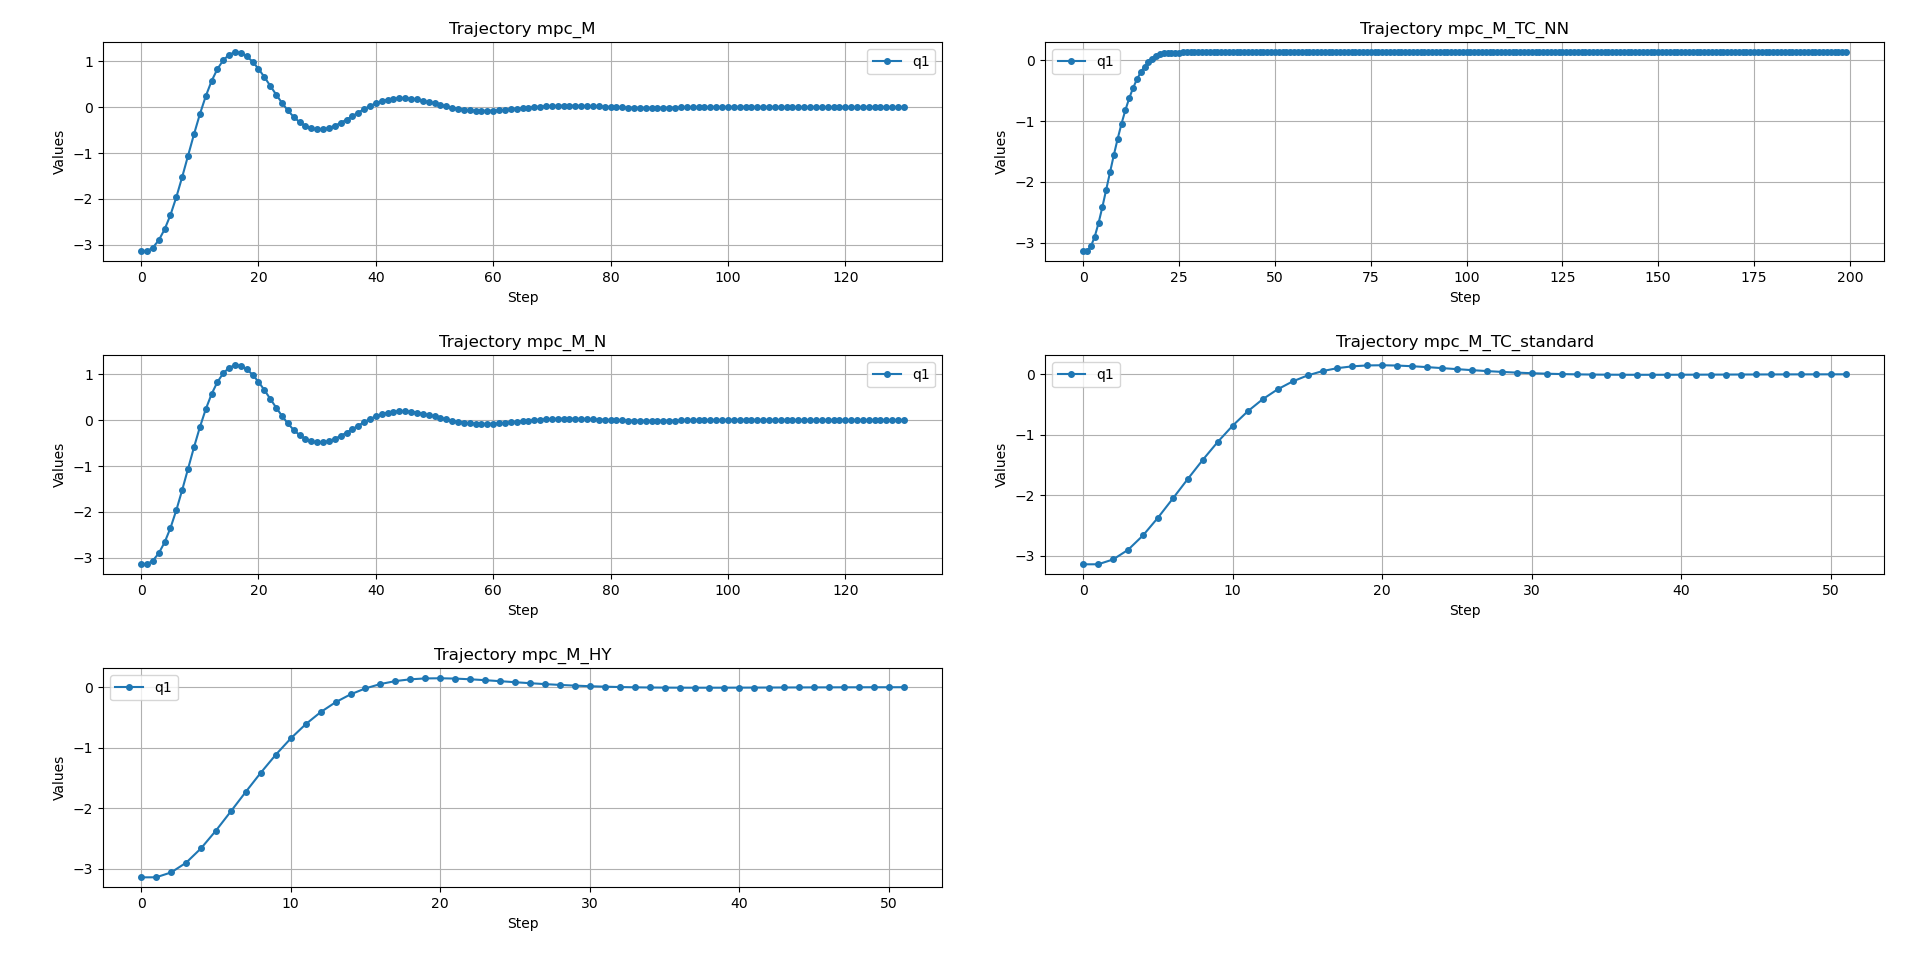 Trajectory mpc_M
1
0
−1
−2
−3
Values
q1
0 20 40 60 80 100 120
Step
Trajectory mpc_M_TC_NN
0
−1
−2
−3
Values
q1
0 25 50 75 100 125 150 175 200
Step
Trajectory mpc_M_N
1
0
−1
−2
−3
Values
q1
0 20 40 60 80 100 120
Step
Trajectory mpc_M_TC_standard
0
−1
−2
−3
Values
q1
0 10 20 30 40 50
Step
Trajectory mpc_M_HY
0
−1
−2
−3
Values
q1
0 10 20 30 40 50
Step